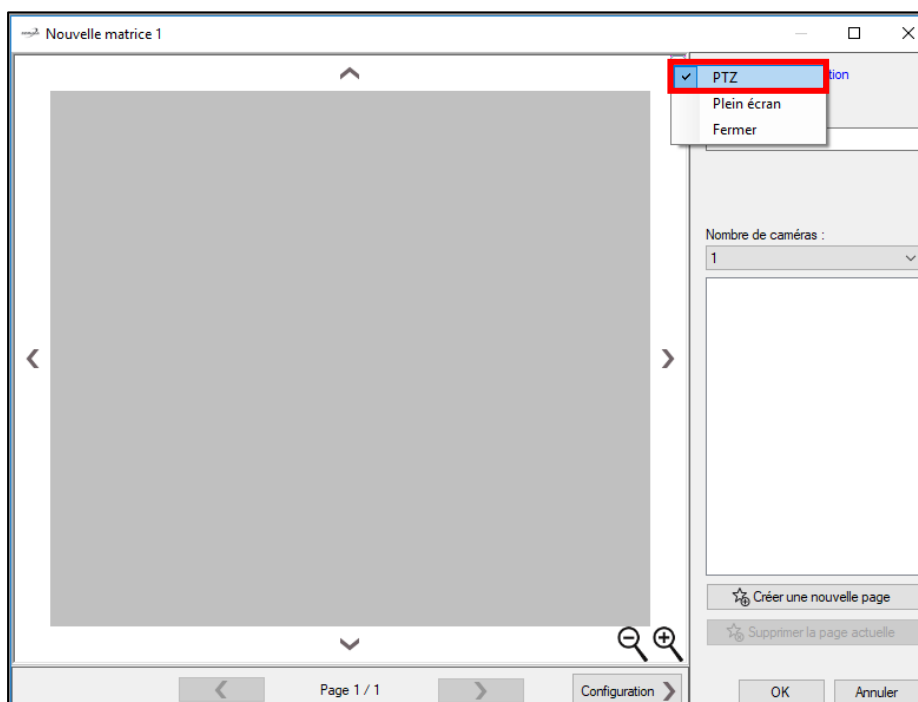 Nouvelle matrice 1
PTZ
tion
Plein écran
Fermer
Nombre de caméras :
1
Créer une nouvelle page
Supprimer la page actuelle
Page 1 / 1
Configuration
OK
Annuler